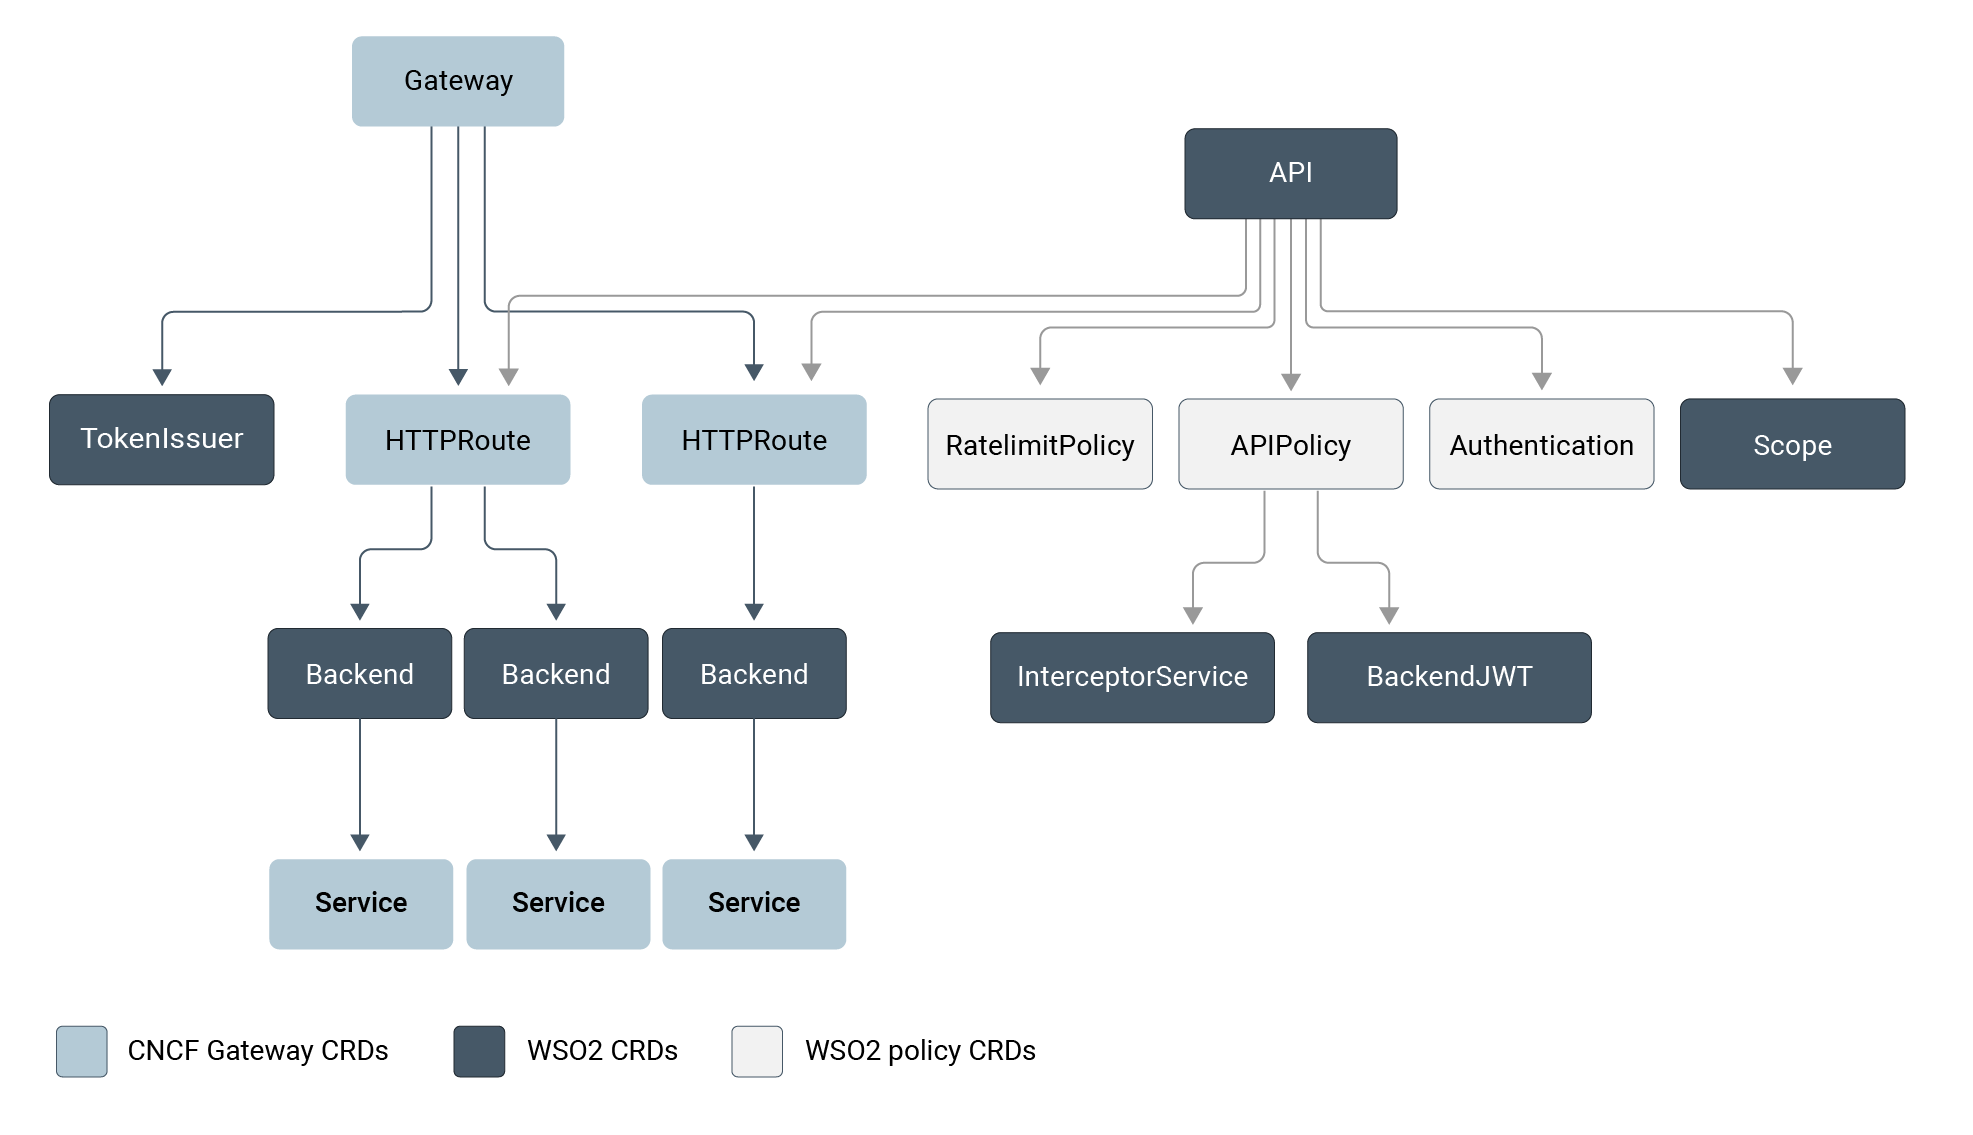 Gateway
API
TokenIssuer
HTTPRoute
HTTPRoute
RatelimitPolicy
APIPolicy
Authentication
Scope
Backend
Backend
Backend
InterceptorService
BackendJWT
Service
Service
Service
CNCF Gateway CRDs
WSO2 CRDs
WSO2 policy CRDs